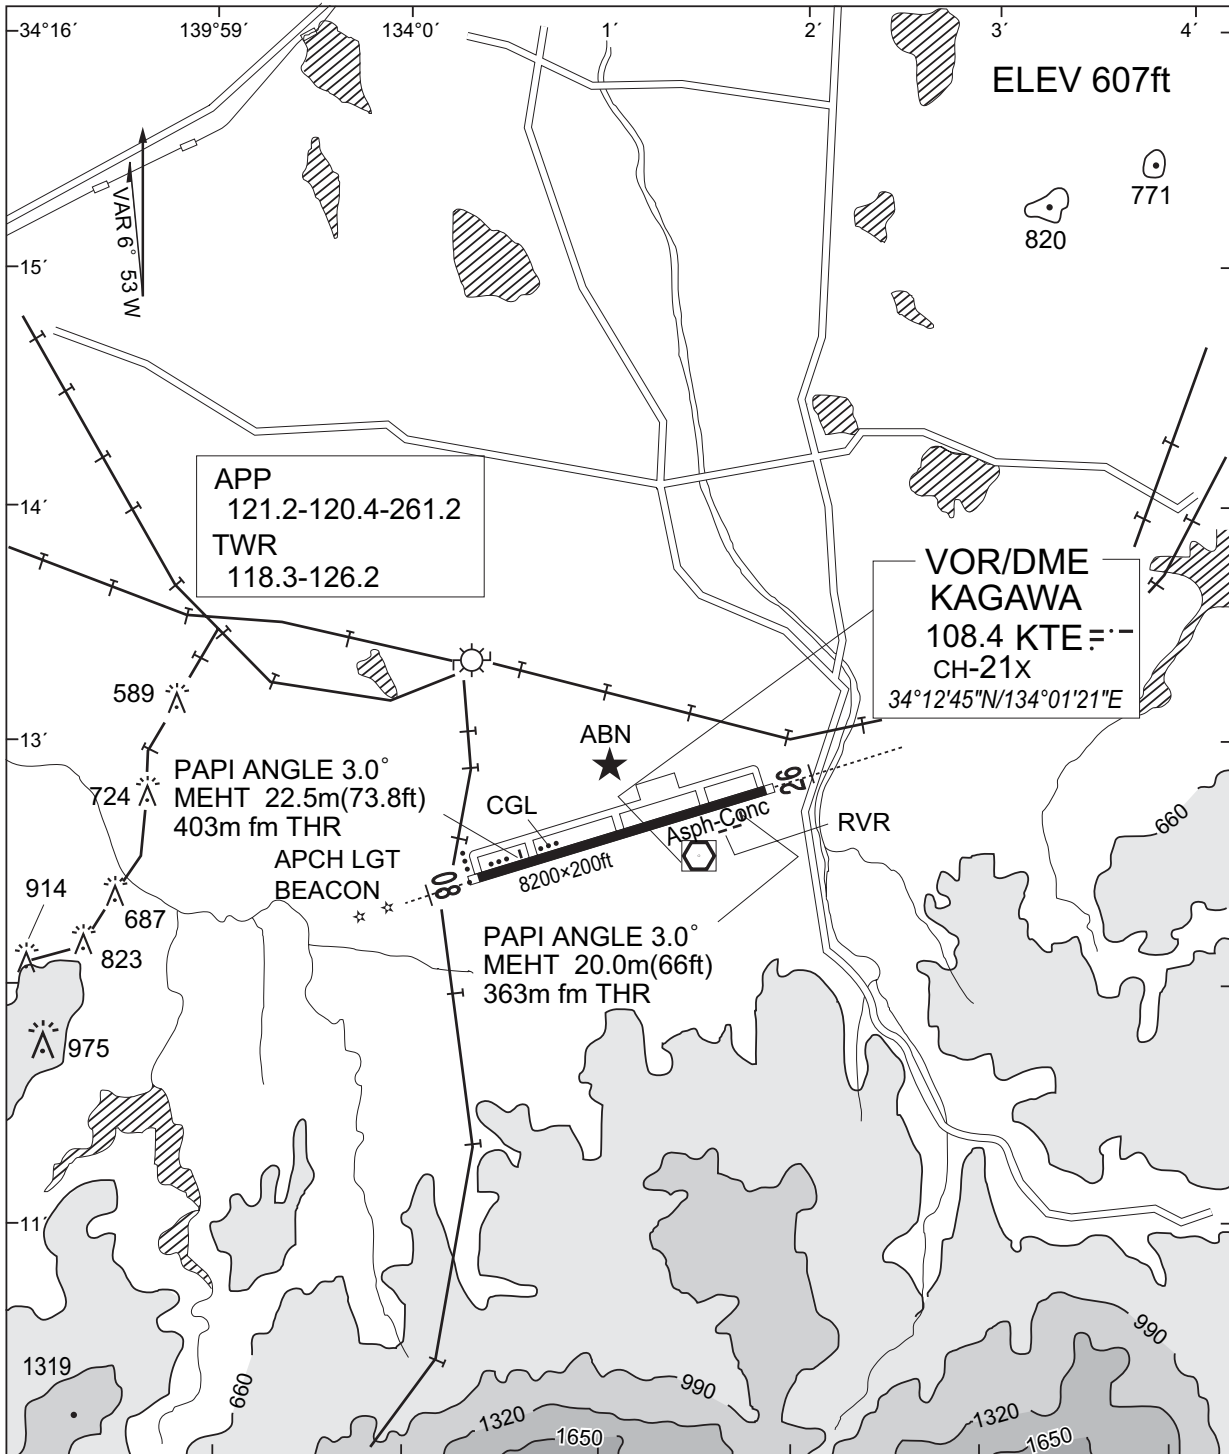 34°16´
139°59´
134°0´
1´
2´
3´
4´
ELEV 607ft
771
820
VAR 6° 53 W
15´
APP
121.2-120.4-261.2
TWR
118.3-126.2
14´
VOR/DME
KAGAWA
108.4 KTE
CH-21X
34°12'45"N/134°01'21"E
589
13´
ABN
PAPI ANGLE 3.0°
MEHT 22.5m(73.8ft)
403m fm THR
724
CGL
26
Asph-Conc
RVR
660
APCH LGT
BEACON
08
8200×200ft
914
687
823
PAPI ANGLE 3.0°
MEHT 20.0m(66ft)
363m fm THR
975
11´
990
1319
660
990
1320
1650
1320
1650